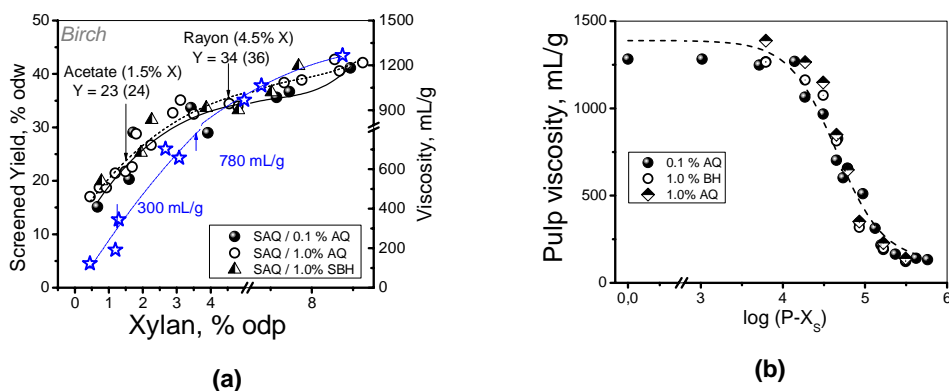 Birch
Rayon (4.5% X)
Y = 34 (36)
Acetate (1.5% X)
Y = 23 (24)
780 mL/g
300 mL/g
SAQ / 0.1 % AQ
SAQ / 1.0% AQ
SAQ / 1.0% SBH
50
40
30
20
10
0
Screened Yield, % odw
1500
1200
900
600
400
200
0
Viscosity, mL/g
0 1 2 3 4 8
Xylan, % odp
(a)
Pulp viscosity, mL/g
1500
1000
500
0
0.1 % AQ
1.0 % BH
1.0% AQ
0,0 3 4 5 6
log (P-XS)
(b)